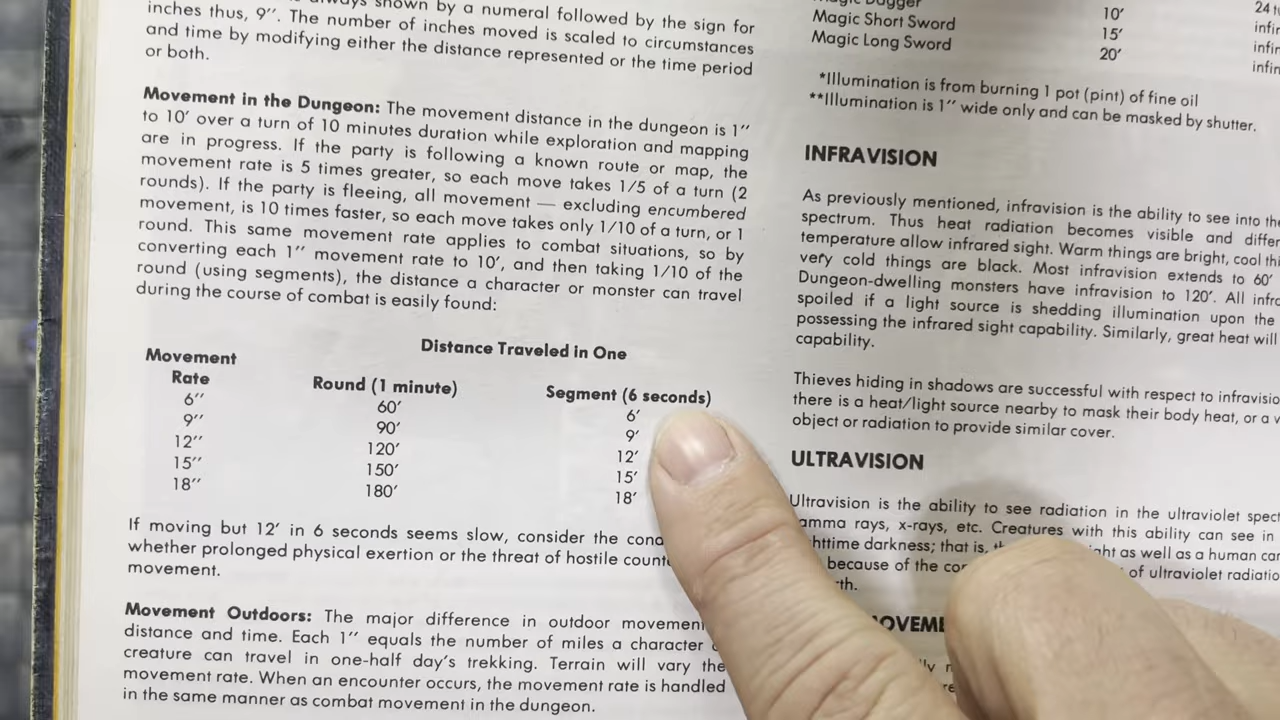 always shown by a numeral followed by the sign for
inches thus, 9″. The number of inches moved is scaled to circumstances
and time by modifying either the distance represented or the time period
or both.
Movement in the Dungeon: The movement distance in the dungeon is 1″
to 10′ over a turn of 10 minutes duration while exploration and mapping
are in progress. If the party is following a known route or map, the
movement rate is 5 times greater, so each move takes 1/5 of a turn (2
rounds). If the party is fleeing, all movement — excluding encumbered
movement, is 10 times faster, so each move takes only 1/10 of a turn, or 1
round. This same movement rate applies to combat situations, so by
converting each 1″ movement rate to 10′, and then taking 1/10 of the
round (using segments), the distance a character or monster can travel
during the course of combat is easily found:
Distance Traveled in One
Movement
Rate Round (1 minute) Segment (6 seconds)
6″ 60′ 6′
9″ 90′ 9′
12″ 120′ 12′
15″ 150′ 15′
18″ 180′ 18′
If moving but 12′ in 6 seconds seems slow, consider the
whether prolonged physical exertion or the threat of hostile
movement.
Movement Outdoors: The major difference in outdoor
distance and time. Each 1″ equals the number of miles a character
creature can travel in one-half day's trekking. Terrain will vary the
movement rate. When an encounter occurs, the movement rate is handled
in the same manner as combat movement in the dungeon.
Dagger 10′ 24
Magic Short Sword 15′
Magic Long Sword 20′
*Illumination is from burning 1 pot (pint) of fine oil
**Illumination is 1″ wide only and can be masked by shutter.
INFRAVISION
As previously mentioned, infravision is the ability to see into the
spectrum. Thus heat radiation becomes visible and
temperature allow infrared sight. Warm things are bright, cool
very cold things are black. Most infravision extends to 60′
Dungeon-dwelling monsters have infravision to 120′. All
spoiled if a light source is shedding illumination upon the
possessing the infrared sight capability. Similarly, great heat will
capability.
Thieves hiding in shadows are successful with respect to
there is a heat/light source nearby to mask their body heat, or a
object or radiation to provide similar cover.
ULTRAVISION
Ultravision is the ability to see radiation in the ultraviolet
rays, x-rays, etc. Creatures with this ability can see in
darkness; that is, as well as a human can
because of the of ultraviolet